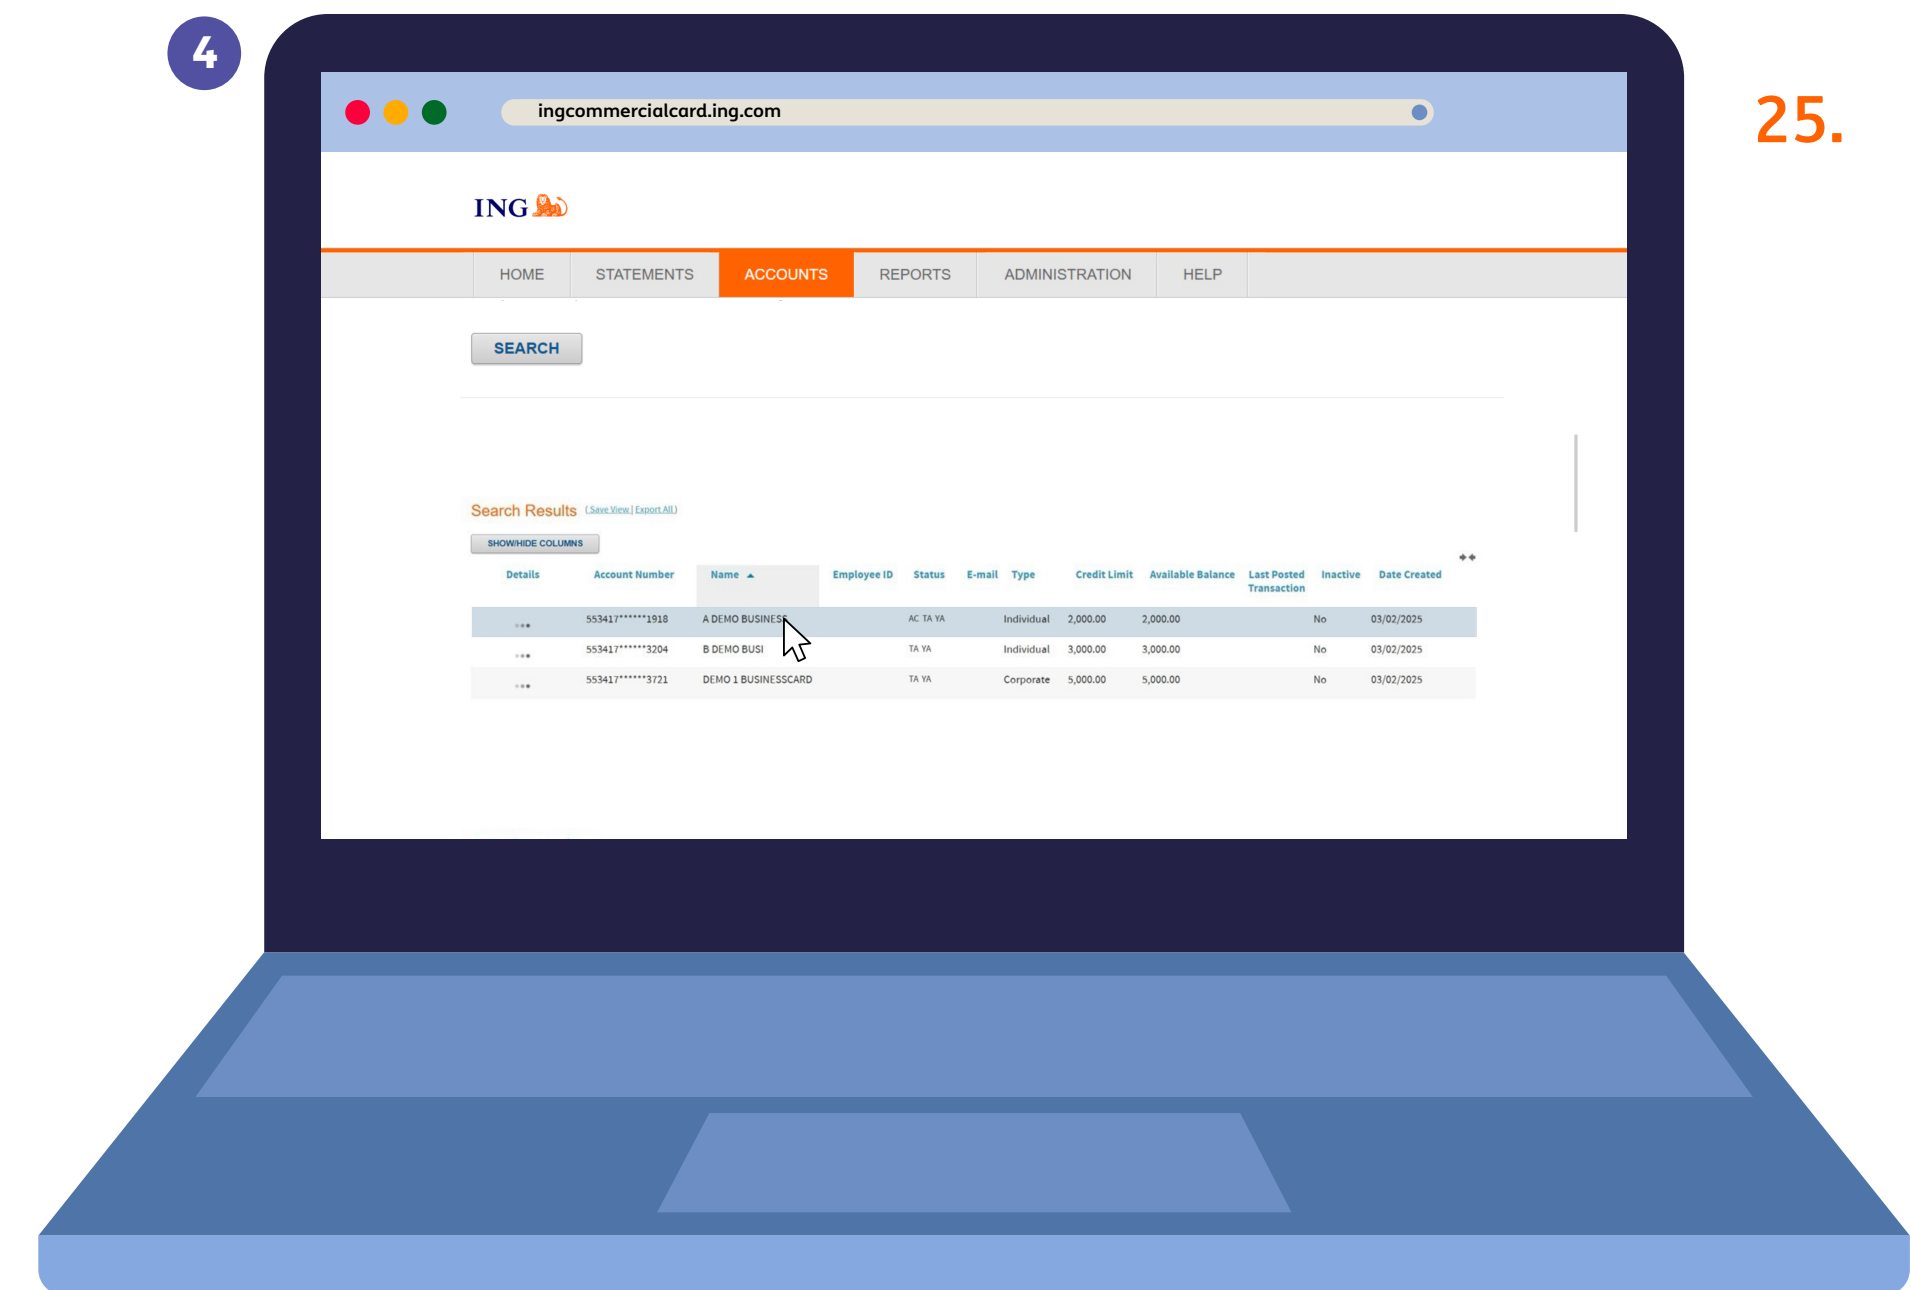 4
25.
ingcommercialcard.ing.com
ING
HOME STATEMENTS ACCOUNTS REPORTS ADMINISTRATION HELP
SEARCH
Search Results ( Save View | Export All )
SHOW/HIDE COLUMNS
Details Account Number Name Employee ID Status E-mail Type Credit Limit Available Balance Last Posted Transaction Inactive Date Created
553417******1918 A DEMO BUSINESS AC TA YA Individual 2,000.00 2,000.00 No 03/02/2025
553417******3204 B DEMO BUSI TA YA Individual 3,000.00 3,000.00 No 03/02/2025
553417******3721 DEMO 1 BUSINESSCARD TA YA Corporate 5,000.00 5,000.00 No 03/02/2025